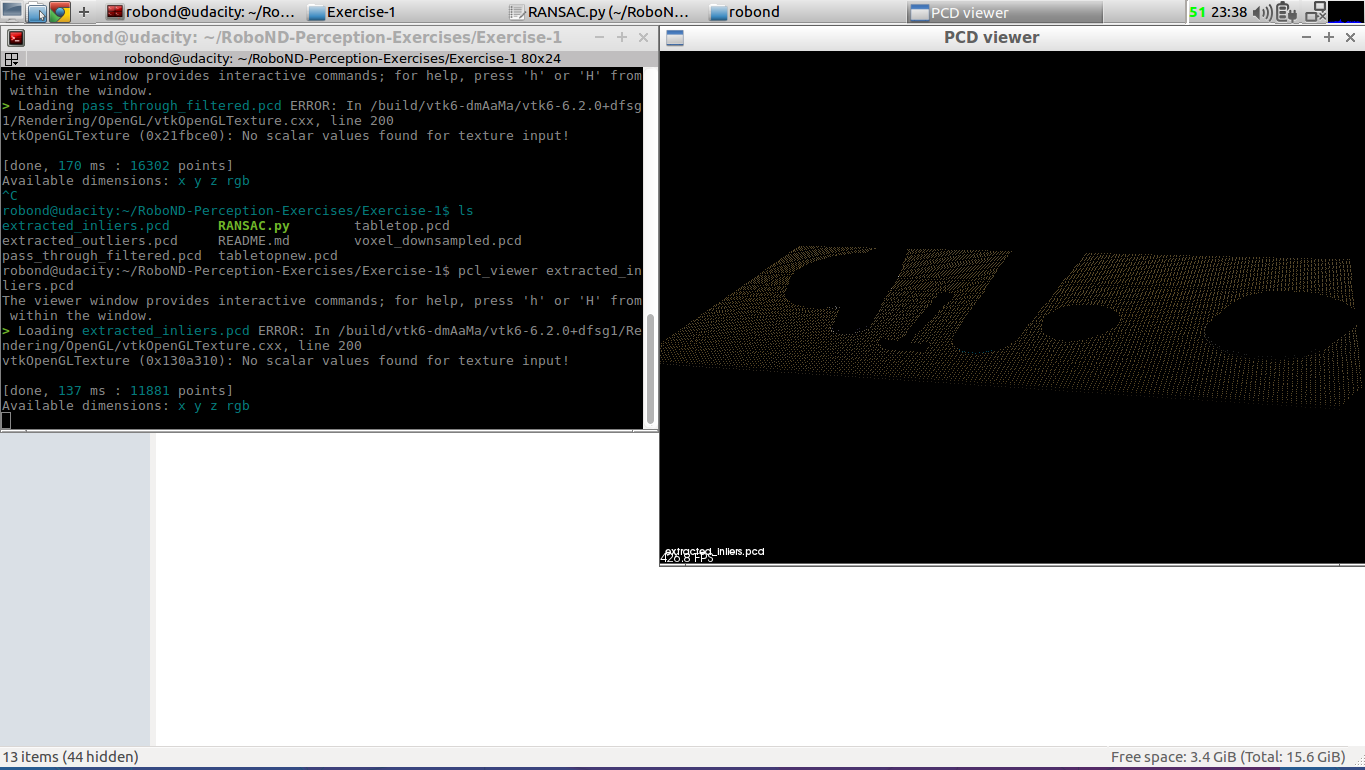 robond@udacity: ~/Ro...
Exercise-1
RANSAC.py (~/RoboN...
robond
PCD viewer
51 23:38
robond@udacity: ~/RoboND-Perception-Exercises/Exercise-1
robond@udacity: ~/RoboND-Perception-Exercises/Exercise-1 80x24
The viewer window provides interactive commands; for help, press 'h' or 'H' from
 within the window.
> Loading pass_through_filtered.pcd ERROR: In /build/vtk6-dmAaMa/vtk6-6.2.0+dfsg
1/Rendering/OpenGL/vtkOpenGLTexture.cxx, line 200
vtkOpenGLTexture (0x21fbce0): No scalar values found for texture input!
[done, 170 ms : 16302 points]
Available dimensions: x y z rgb
^C
robond@udacity:~/RoboND-Perception-Exercises/Exercise-1$ ls
extracted_inliers.pcd      RANSAC.py        tabletop.pcd
extracted_outliers.pcd     README.md        voxel_downsampled.pcd
pass_through_filtered.pcd  tabletopnew.pcd
robond@udacity:~/RoboND-Perception-Exercises/Exercise-1$ pcl_viewer extracted_in
liers.pcd
The viewer window provides interactive commands; for help, press 'h' or 'H' from
 within the window.
> Loading extracted_inliers.pcd ERROR: In /build/vtk6-dmAaMa/vtk6-6.2.0+dfsg1/Re
ndering/OpenGL/vtkOpenGLTexture.cxx, line 200
vtkOpenGLTexture (0x130a310): No scalar values found for texture input!
[done, 137 ms : 11881 points]
Available dimensions: x y z rgb
PCD viewer
extracted_inliers.pcd
426.8 FPS
13 items (44 hidden)
Free space: 3.4 GiB (Total: 15.6 GiB)